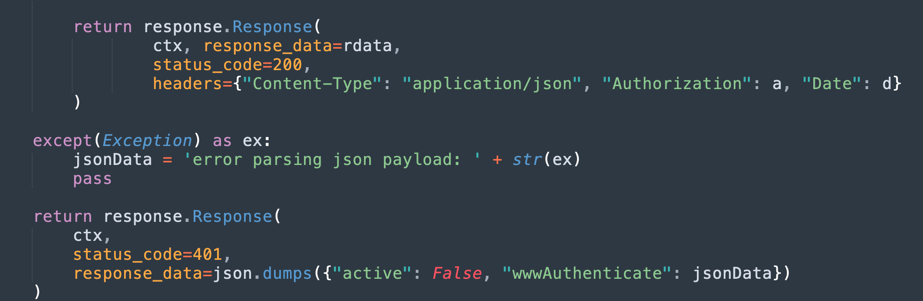 return response.Response(
ctx, response_data=rdata,
status_code=200,
headers={"Content-Type": "application/json", "Authorization": a, "Date": d}
)
except(Exception) as ex:
jsonData = 'error parsing json payload: ' + str(ex)
pass
return response.Response(
ctx,
status_code=401,
response_data=json.dumps({"active": False, "wwwAuthenticate": jsonData})
)